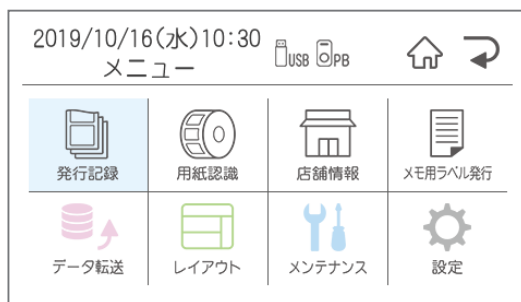 2019/10/16(水)10:30
USB PB
メニュー
発行記録 用紙認識 店舗情報 メモ用ラベル発行
データ転送 レイアウト メンテナンス 設定